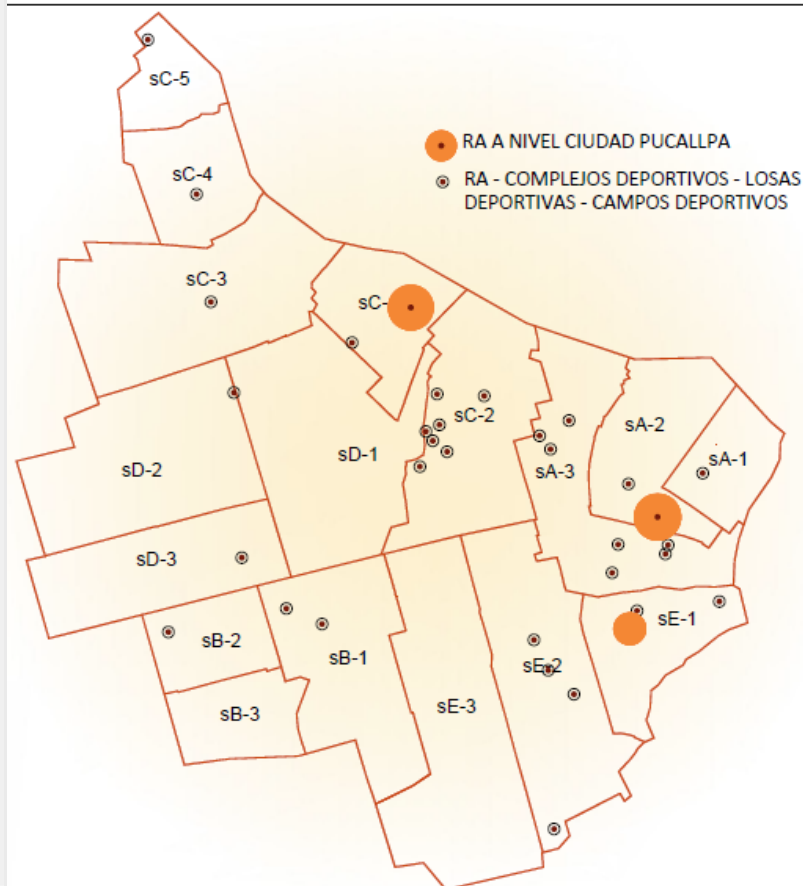 sC-5
RA A NIVEL CIUDAD PUCALLPA
sC-4
RA - COMPLEJOS DEPORTIVOS - LOSAS
DEPORTIVAS - CAMPOS DEPORTIVOS
sC-3
sC-
sC-2
sA-2
sD-1
sA-1
sD-2
sA-3
sD-3
sE-1
sB-2
sB-1
sE-2
sE-3
sB-3